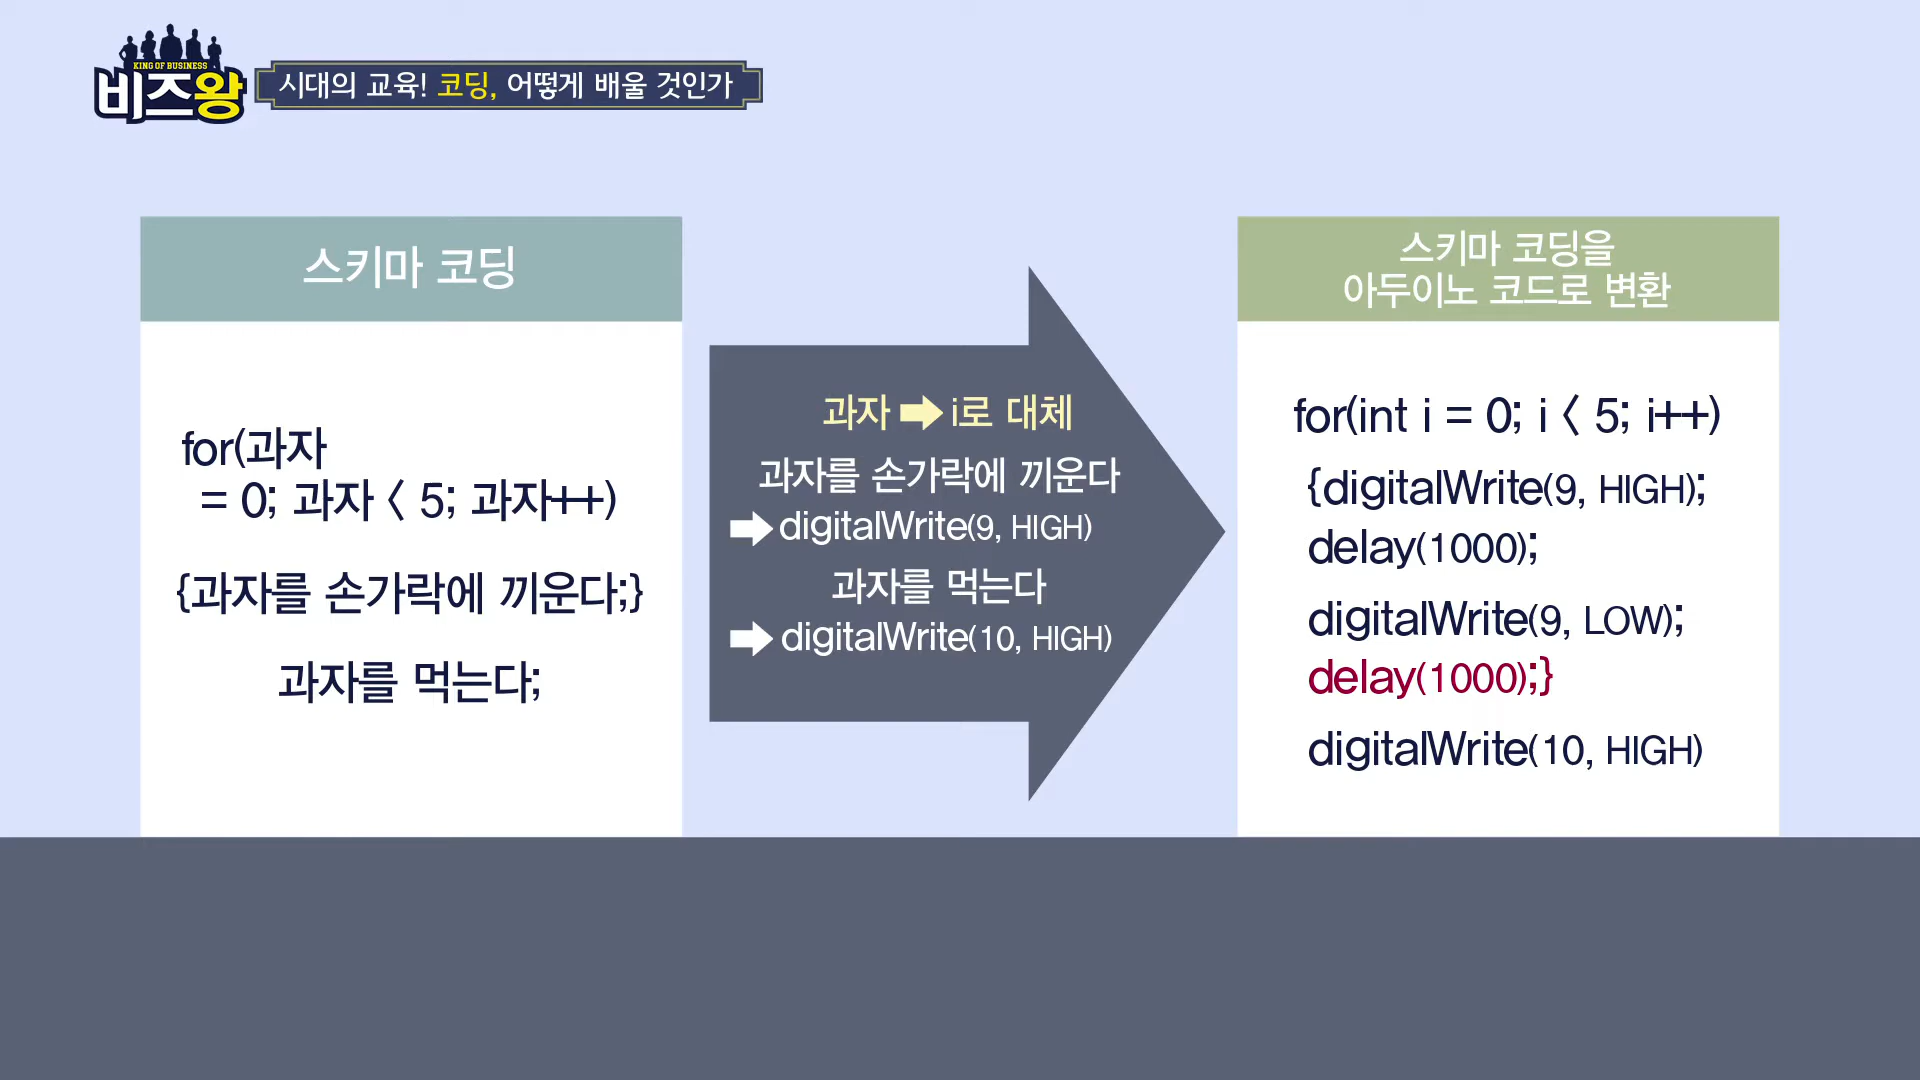 KING OF BUSINESS
비즈왕
시대의 교육! 코딩, 어떻게 배울 것인가
스키마 코딩
for(과자
= 0; 과자 < 5; 과자++)
{과자를 손가락에 끼운다;}
과자를 먹는다;
과자 ➡ i로 대체
과자를 손가락에 끼운다
➡ digitalWrite(9, HIGH)
과자를 먹는다
➡ digitalWrite(10, HIGH)
스키마 코딩을
아두이노 코드로 변환
for(int i = 0; i < 5; i++)
{digitalWrite(9, HIGH);
delay(1000);
digitalWrite(9, LOW);
delay(1000);}
digitalWrite(10, HIGH)